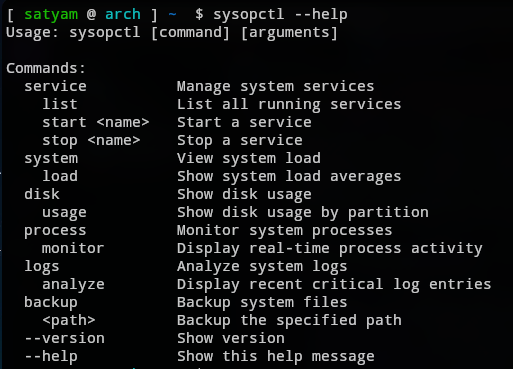 [ satyam @ arch ] ~  $ sysopctl --help
Usage: sysopctl [command] [arguments]

Commands:
  service          Manage system services
    list           List all running services
    start <name>   Start a service
    stop <name>    Stop a service
  system           View system load
    load           Show system load averages
  disk             Show disk usage
    usage          Show disk usage by partition
  process          Monitor system processes
    monitor        Display real-time process activity
  logs             Analyze system logs
    analyze        Display recent critical log entries
  backup           Backup system files
    <path>         Backup the specified path
  --version        Show version
  --help           Show this help message